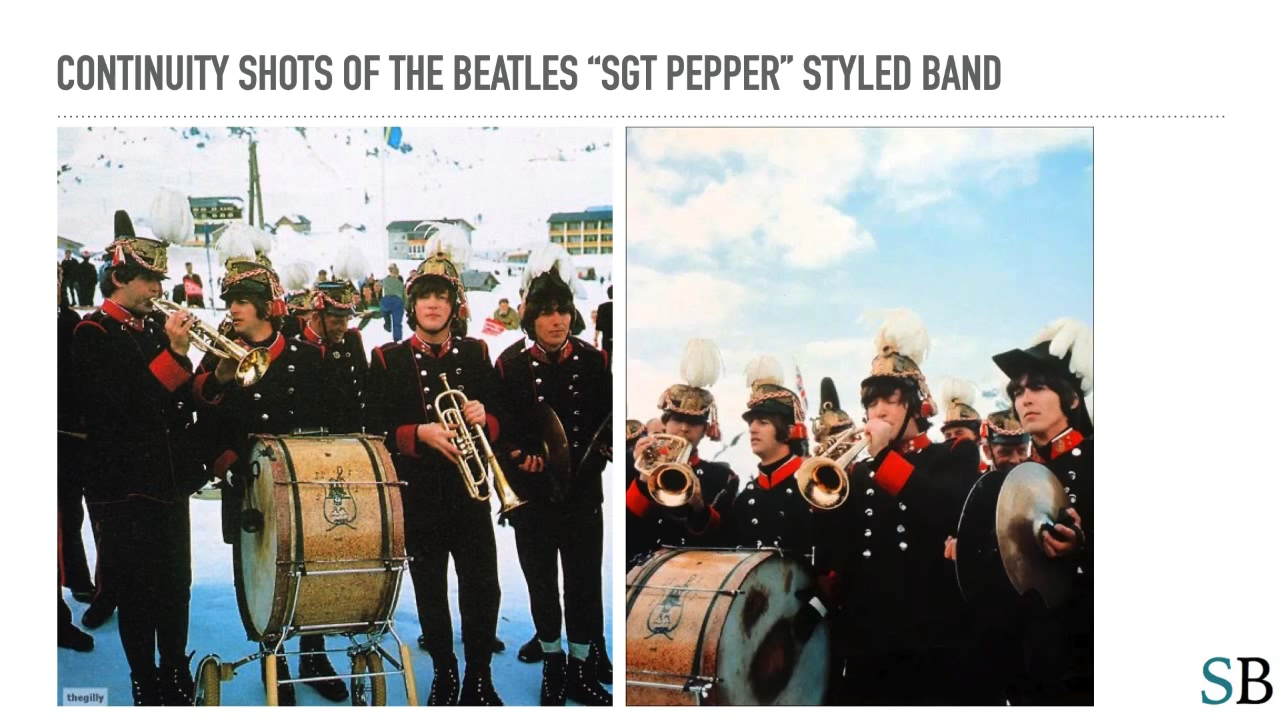 CONTINUITY SHOTS OF THE BEATLES “SGT PEPPER” STYLED BAND
thegilly
SB